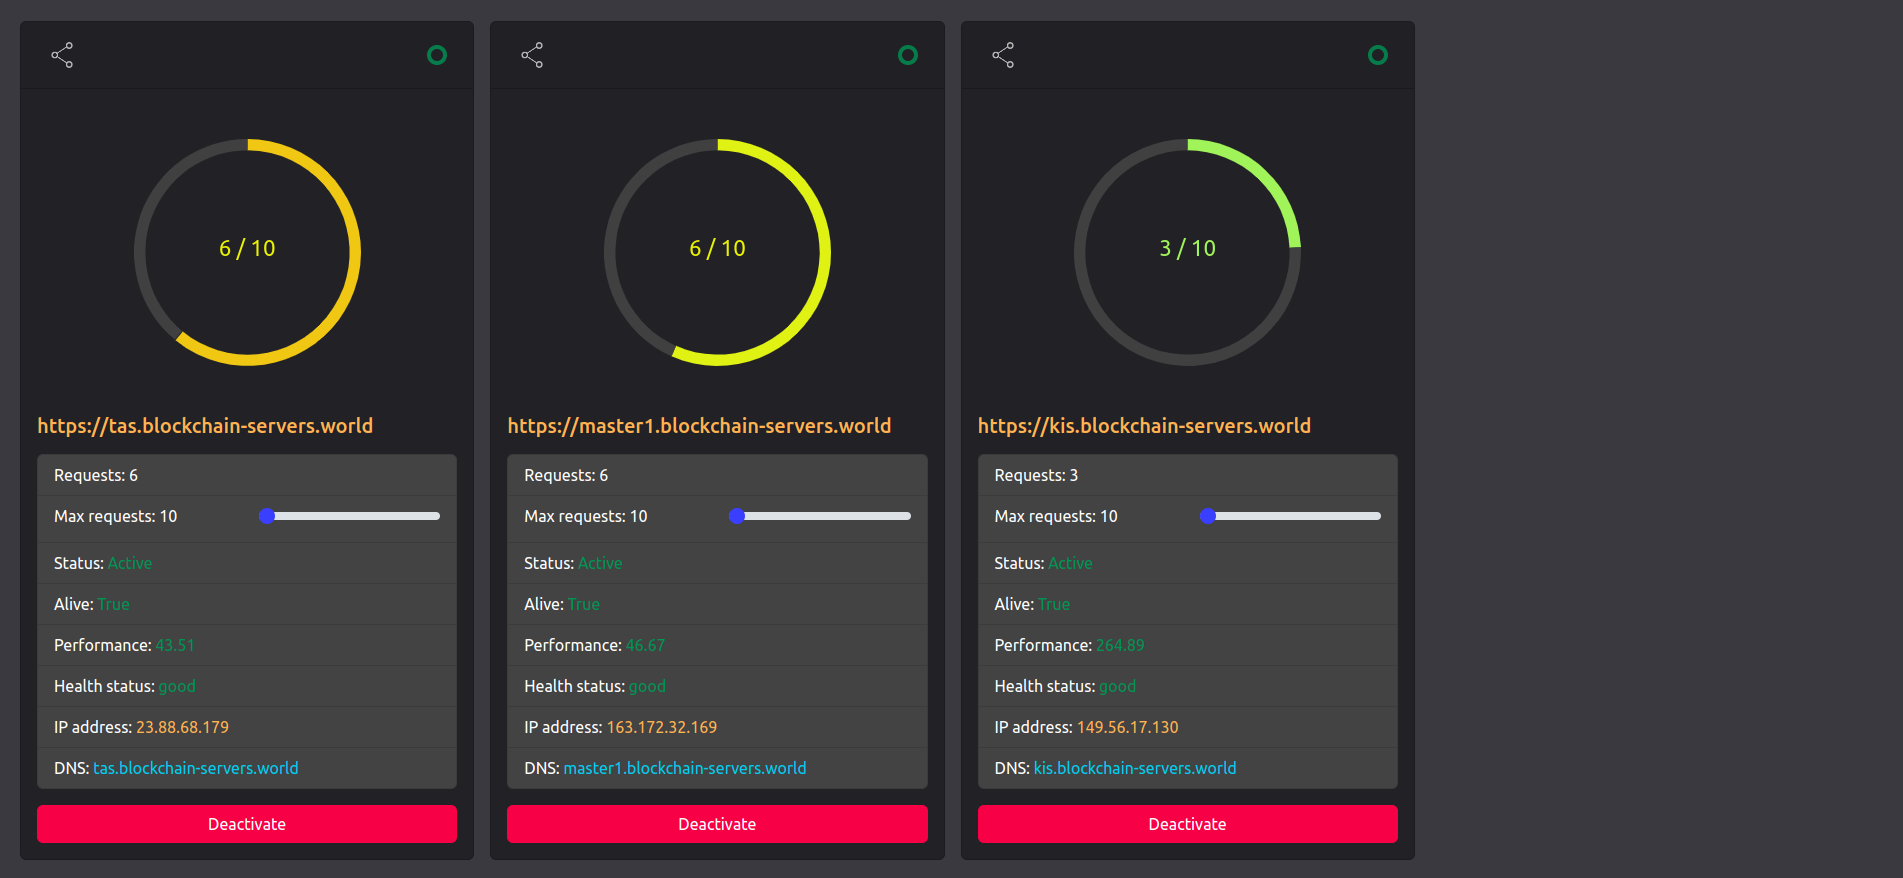 6 / 10
https://tas.blockchain-servers.world
Requests: 6
Max requests: 10
Status: Active
Alive: True
Performance: 43.51
Health status: good
IP address: 23.88.68.179
DNS: tas.blockchain-servers.world
Deactivate
6 / 10
https://master1.blockchain-servers.world
Requests: 6
Max requests: 10
Status: Active
Alive: True
Performance: 46.67
Health status: good
IP address: 163.172.32.169
DNS: master1.blockchain-servers.world
Deactivate
3 / 10
https://kis.blockchain-servers.world
Requests: 3
Max requests: 10
Status: Active
Alive: True
Performance: 264.89
Health status: good
IP address: 149.56.17.130
DNS: kis.blockchain-servers.world
Deactivate